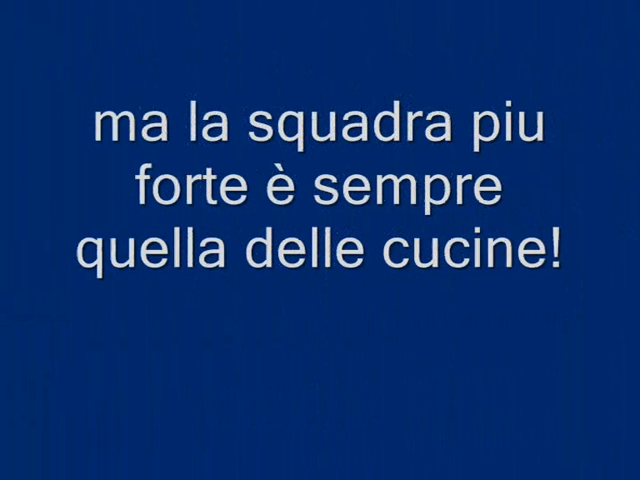 ma la squadra piu
forte è sempre
quella delle cucine!